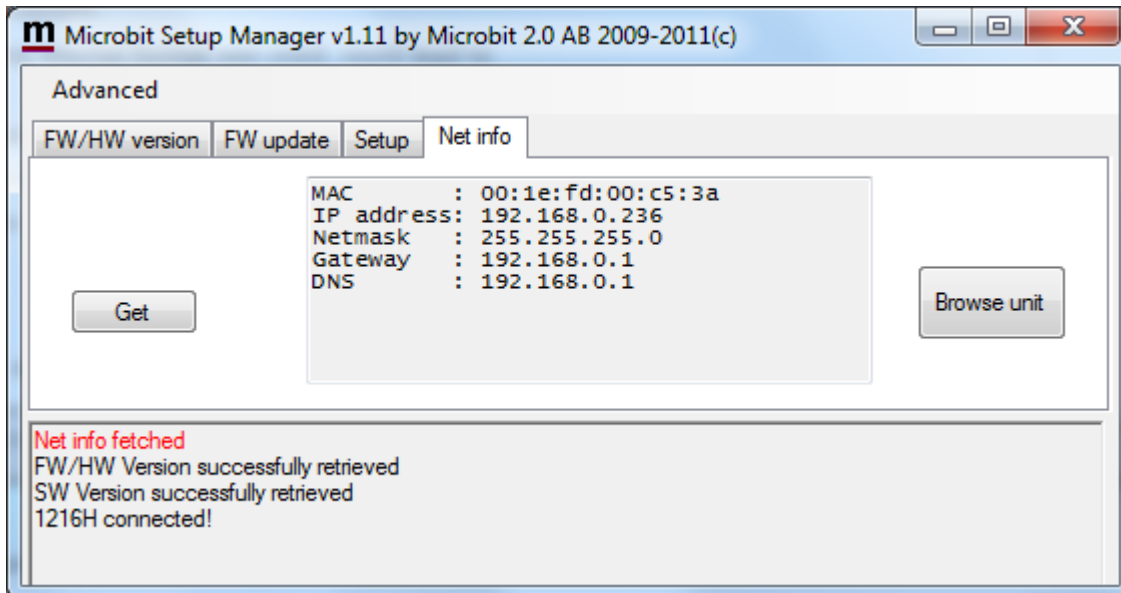 m Microbit Setup Manager v1.11 by Microbit 2.0 AB 2009-2011(c)
Advanced
FW/HW version FW update Setup Net info
MAC : 00:1e:fd:00:c5:3a
IP address: 192.168.0.236
Netmask : 255.255.255.0
Gateway : 192.168.0.1
DNS : 192.168.0.1
Get
Browse unit
Net info fetched
FW/HW Version successfully retrieved
SW Version successfully retrieved
1216H connected!